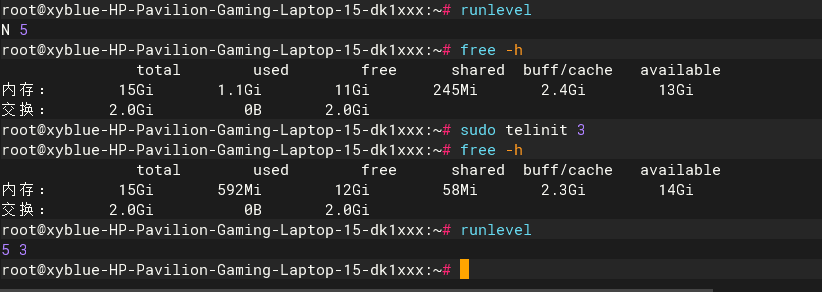 root@xyblue-HP-Pavilion-Gaming-Laptop-15-dk1xxx:~# runlevel
N 5
root@xyblue-HP-Pavilion-Gaming-Laptop-15-dk1xxx:~# free -h
total used free shared buff/cache available
内存： 15Gi 1.1Gi 11Gi 245Mi 2.4Gi 13Gi
交换： 2.0Gi 0B 2.0Gi
root@xyblue-HP-Pavilion-Gaming-Laptop-15-dk1xxx:~# sudo telinit 3
root@xyblue-HP-Pavilion-Gaming-Laptop-15-dk1xxx:~# free -h
total used free shared buff/cache available
内存： 15Gi 592Mi 12Gi 58Mi 2.3Gi 14Gi
交换： 2.0Gi 0B 2.0Gi
root@xyblue-HP-Pavilion-Gaming-Laptop-15-dk1xxx:~# runlevel
5 3
root@xyblue-HP-Pavilion-Gaming-Laptop-15-dk1xxx:~#